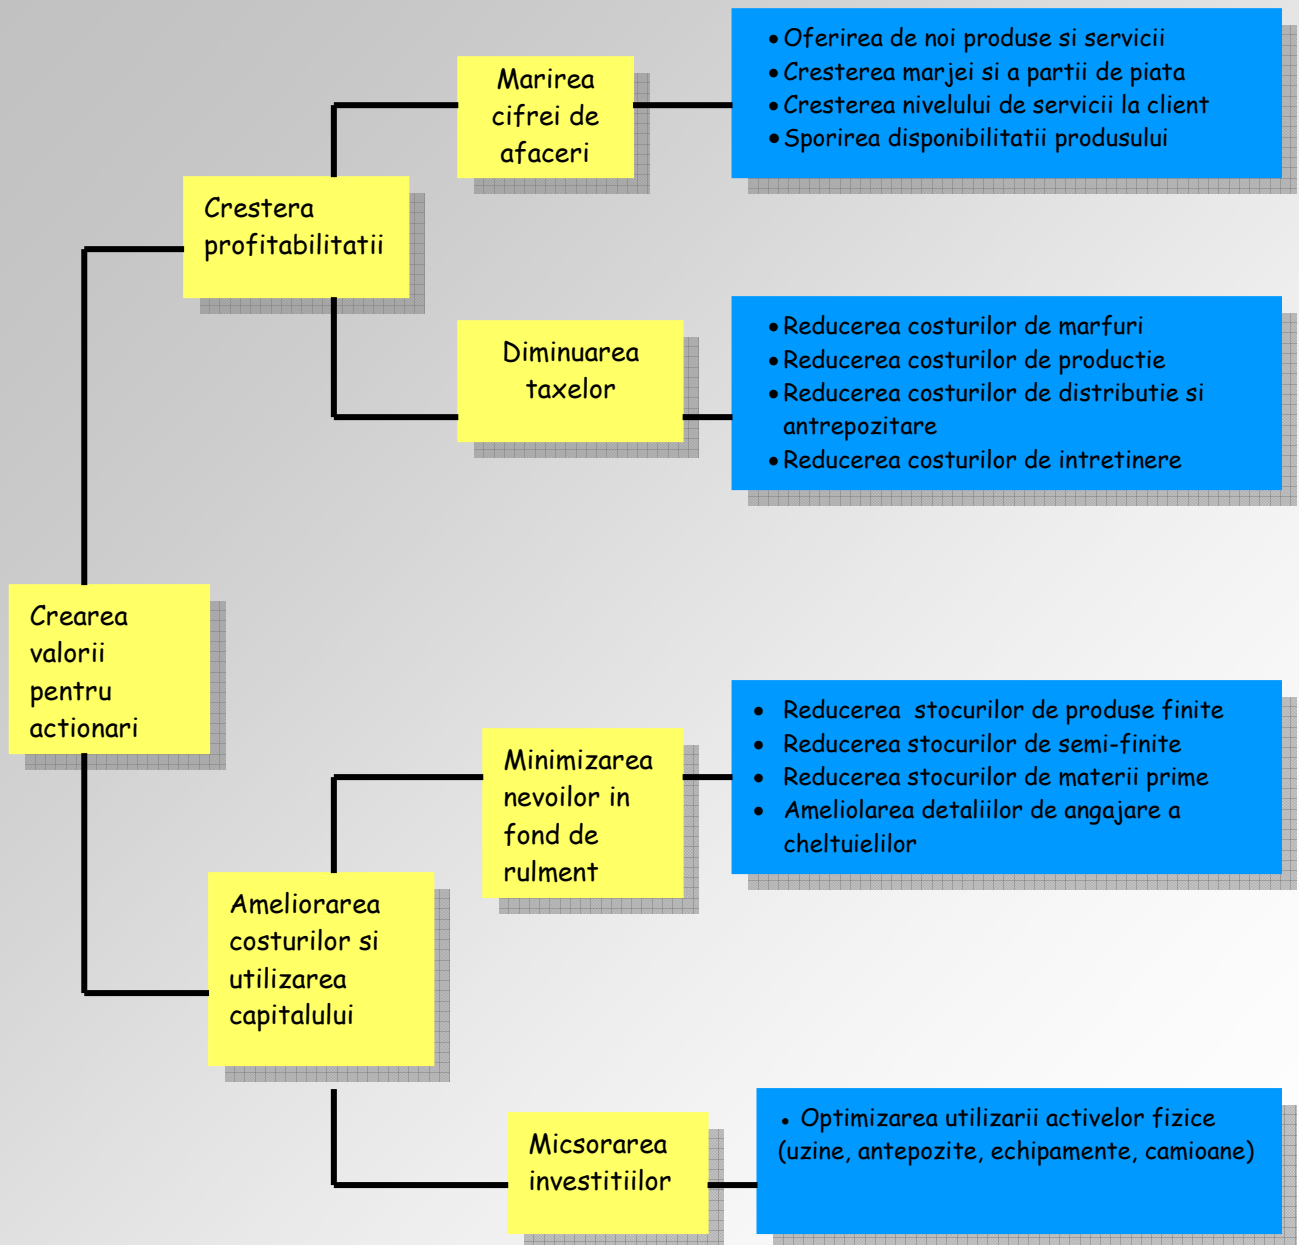 Marirea
cifrei de
afaceri
• Oferirea de noi produse si servicii
• Cresterea marjei si a partii de piata
• Cresterea nivelului de servicii la client
• Sporirea disponibilitatii produsului
Crestera
profitabilitatii
Diminuarea
taxelor
• Reducerea costurilor de marfuri
• Reducerea costurilor de productie
• Reducerea costurilor de distributie si
antrepozitare
• Reducerea costurilor de intretinere
Crearea
valorii
pentru
actionari
Minimizarea
nevoilor in
fond de
rulment
• Reducerea stocurilor de produse finite
• Reducerea stocurilor de semi-finite
• Reducerea stocurilor de materii prime
• Ameliolarea detaliilor de angajare a
cheltuielilor
Ameliorarea
costurilor si
utilizarea
capitalului
Micsorarea
investitiilor
• Optimizarea utilizarii activelor fizice
(uzine, antepozite, echipamente, camioane)